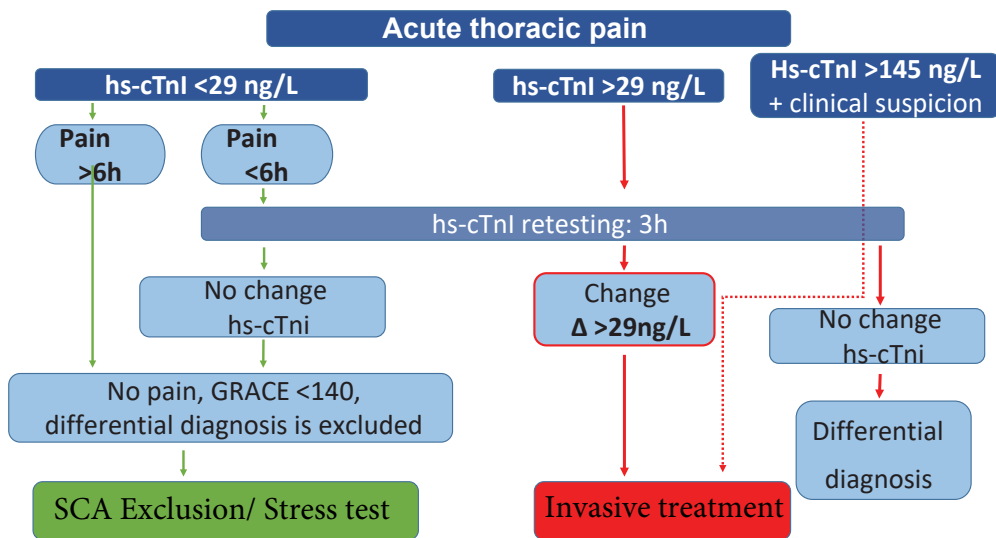 Acute thoracic pain
hs-cTnI <29 ng/L
hs-cTnI >29 ng/L
Hs-cTnI >145 ng/L
+ clinical suspicion
Pain
>6h
Pain
<6h
hs-cTnI retesting: 3h
No change
hs-cTni
Change
Δ >29ng/L
No change
hs-cTni
No pain, GRACE <140,
differential diagnosis is excluded
Differential
diagnosis
SCA Exclusion/ Stress test
Invasive treatment